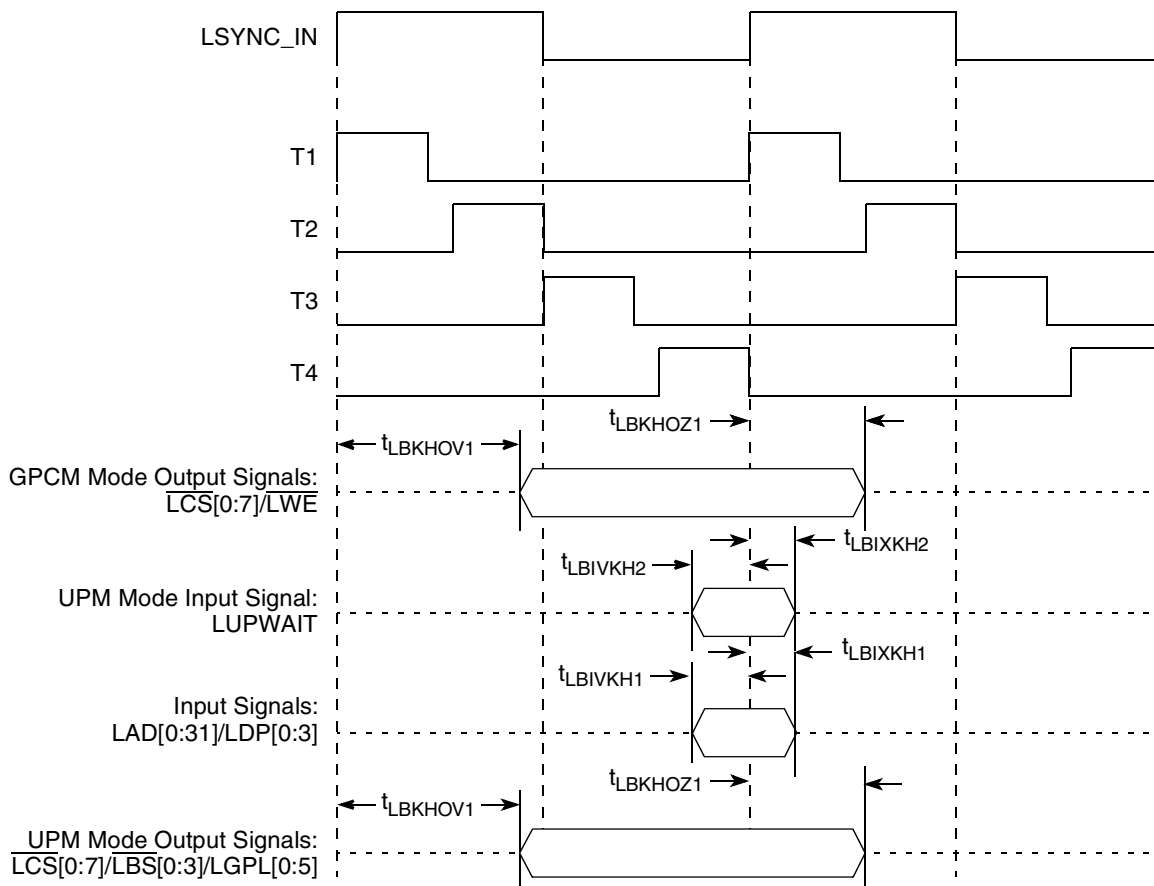 LSYNC_IN
T1
T2
T3
T4
tLBKHOZ1
tLBKHOV1
GPCM Mode Output Signals:
LCS[0:7]/LWE
tLBIXKH2
tLBIVKH2
UPM Mode Input Signal:
LUPWAIT
tLBIXKH1
tLBIVKH1
Input Signals:
LAD[0:31]/LDP[0:3]
tLBKHOZ1
tLBKHOV1
UPM Mode Output Signals:
LCS[0:7]/LBS[0:3]/LGPL[0:5]